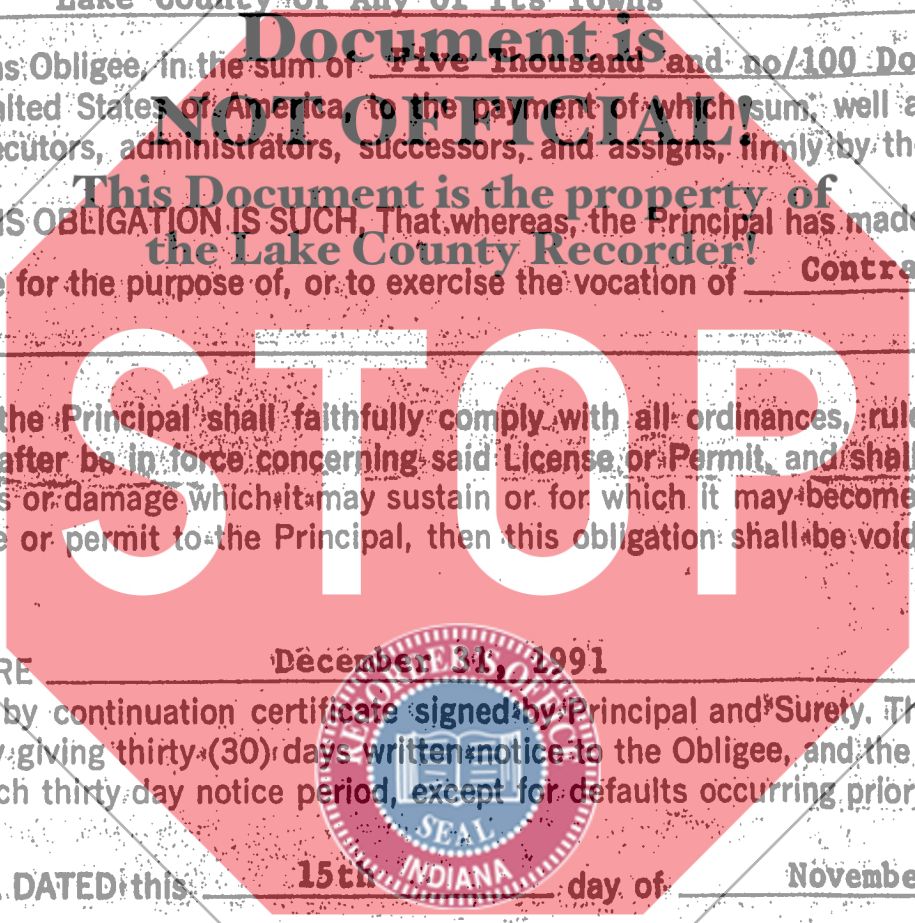 Lake County or Any of Its Towns
Document is
as Obligee, in the sum of Five Thousand and no/100 Do
NOT OFFICIAL!
nited States of America, to the payment of which sum, well a
ecutors, administrators, successors, and assigns, firmly by th
This Document is the property of
IS OBLIGATION IS SUCH, That whereas, the Principal has made
the Lake County Recorder!
e for the purpose of, or to exercise the vocation of Contra
STOP
the Principal shall faithfully comply with all ordinances, rul
after be in force concerning said License or Permit, and shall
s or damage which it may sustain or for which it may become
e or permit to the Principal, then this obligation shall be void
RE December 31, 1991
by continuation certificate signed by Principal and Surety. Th
y giving thirty (30) days written notice to the Obligee, and the
ch thirty day notice period, except for defaults occurring prior
RECORDER'S OFFICE
SEAL
INDIANA
DATED this 15th day of Novembe